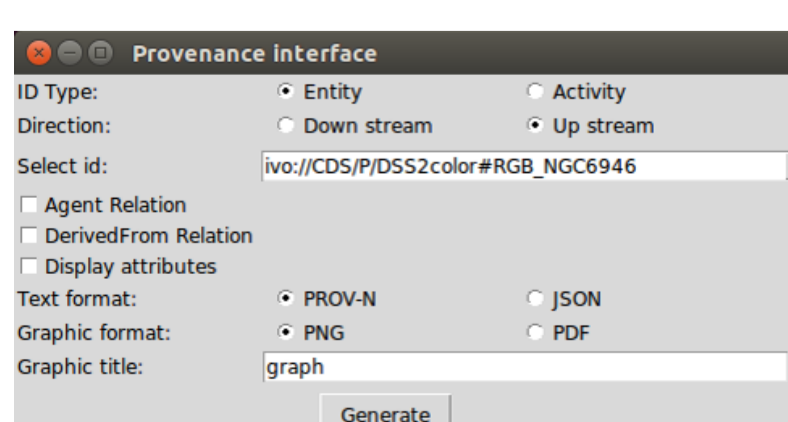 Provenance interface
ID Type: Entity Activity
Direction: Down stream Up stream
Select id: ivo://CDS/P/DSS2color#RGB_NGC6946
Agent Relation
DerivedFrom Relation
Display attributes
Text format: PROV-N JSON
Graphic format: PNG PDF
Graphic title: graph
Generate